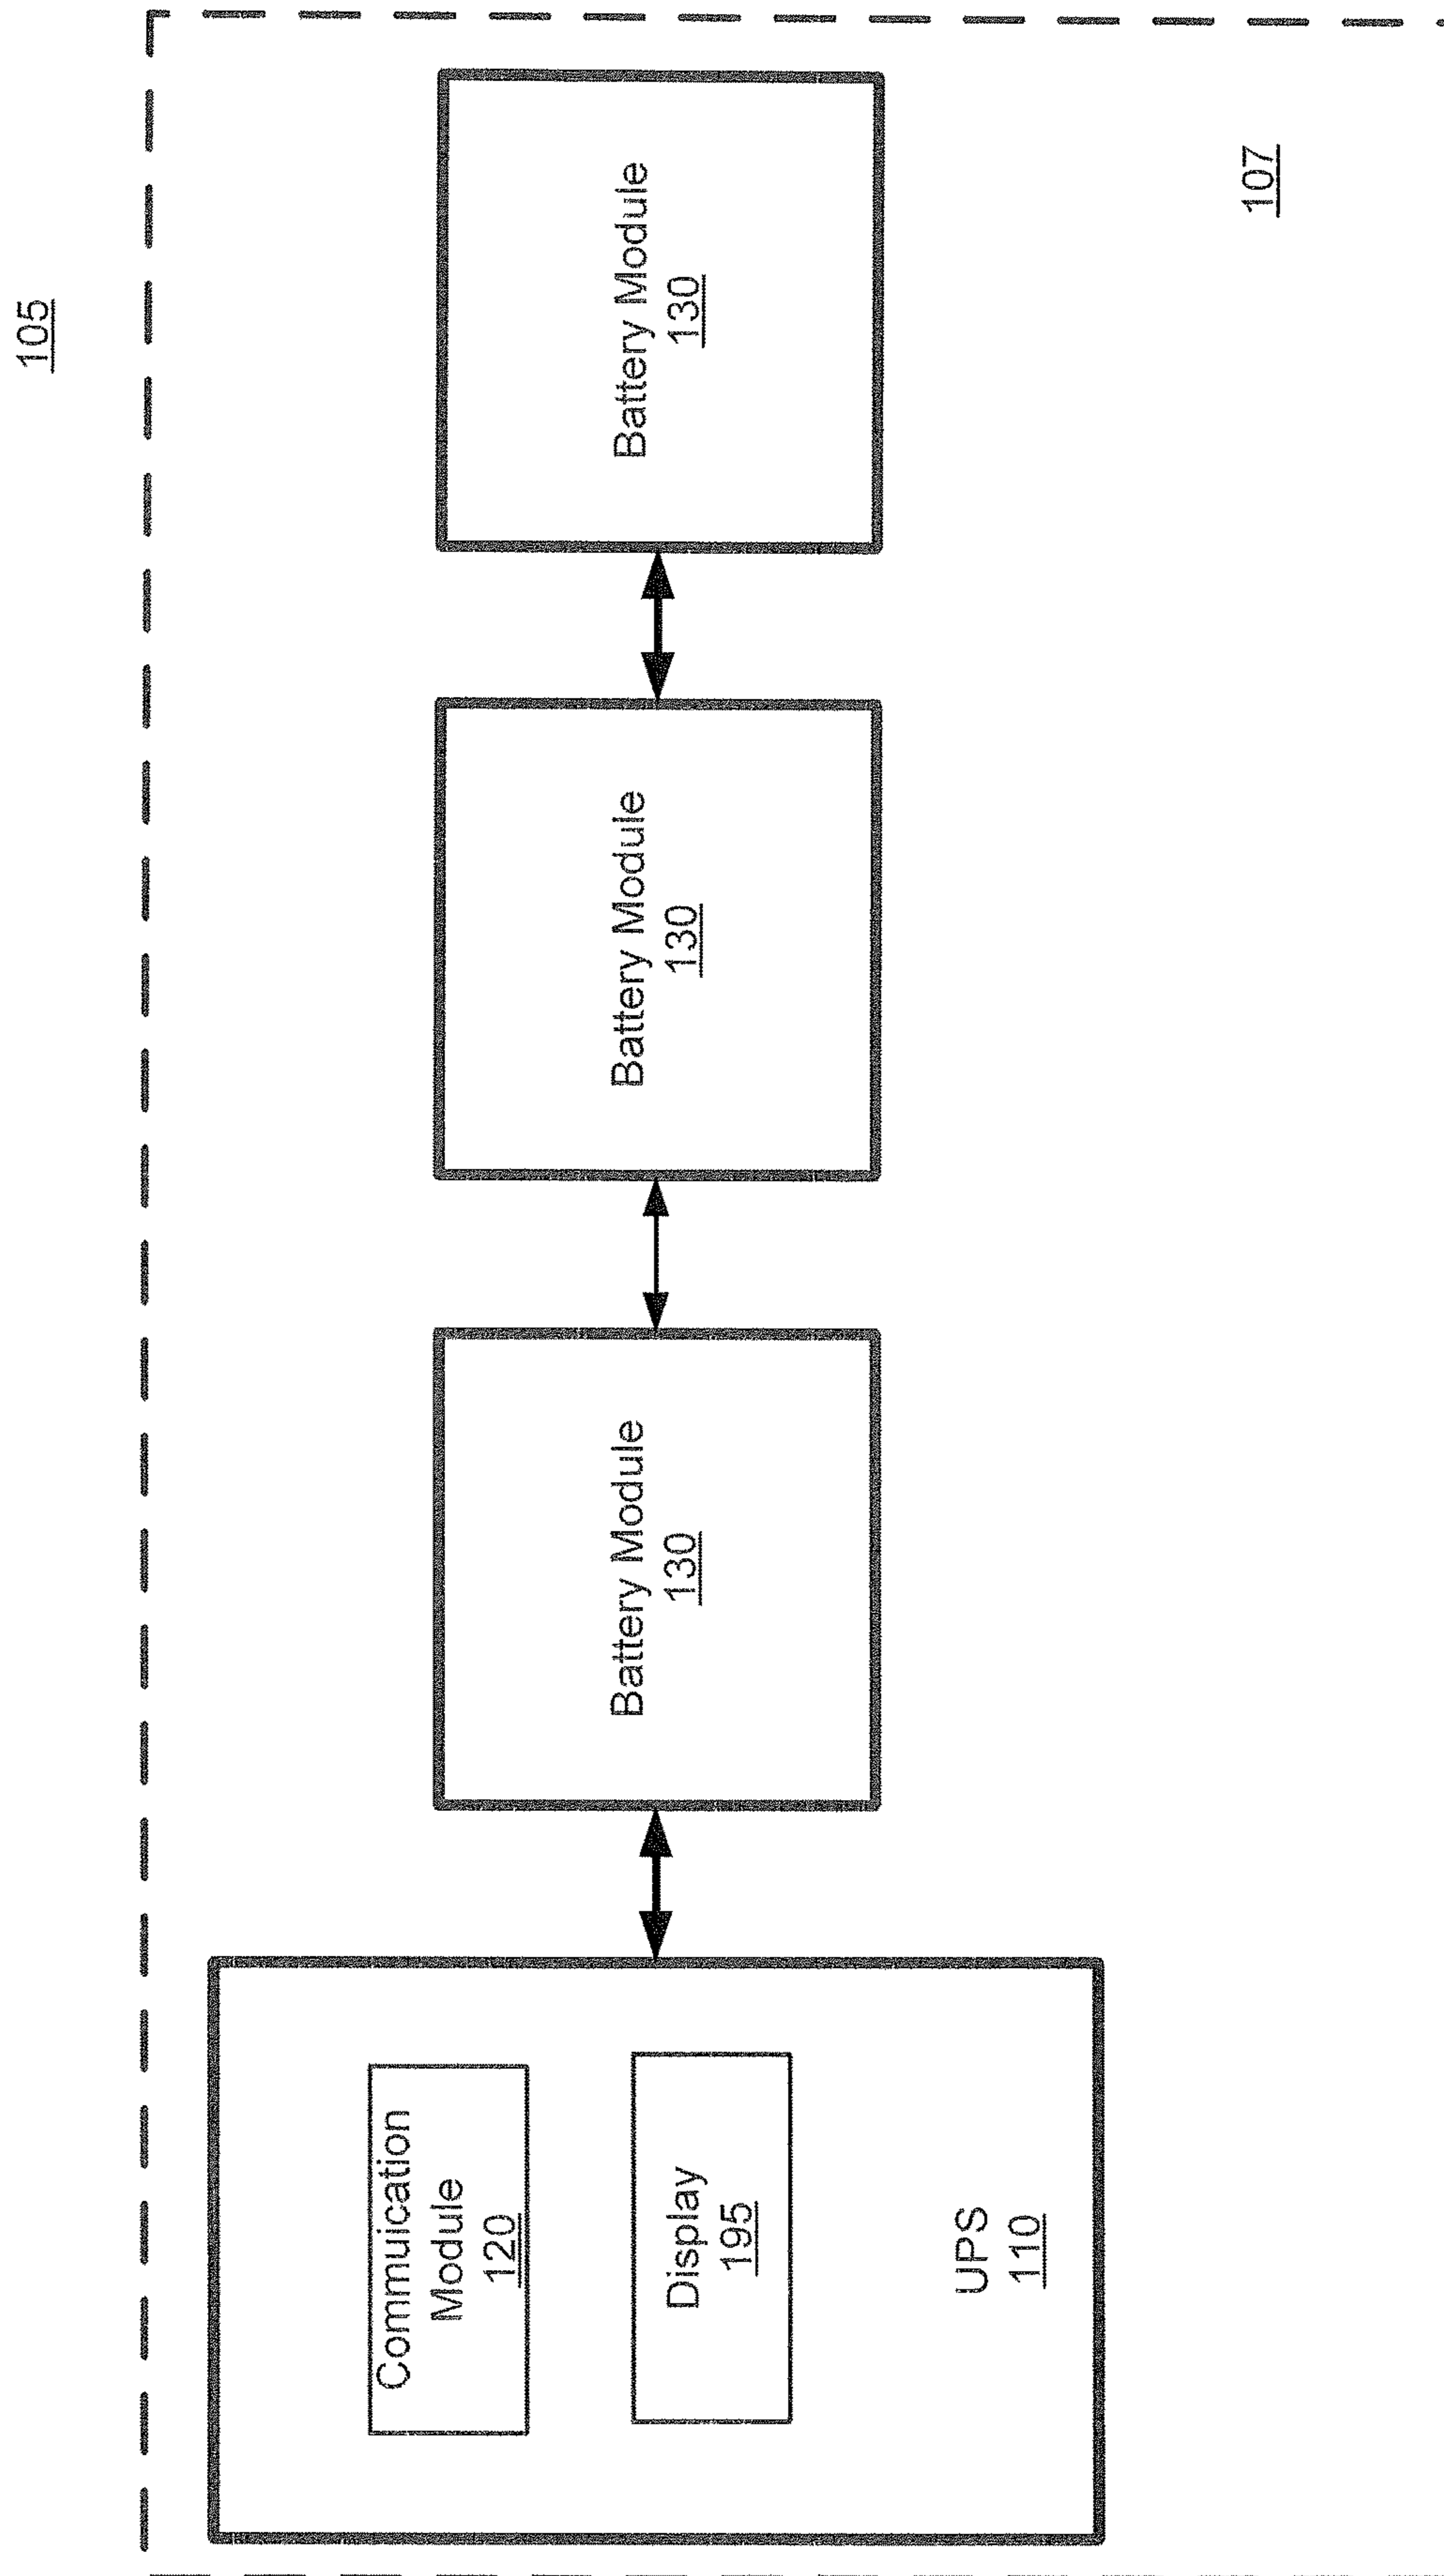 105
Commuication
Module
120
Display
195
UPS
110
Battery Module
130
Battery Module
130
Battery Module
130
107